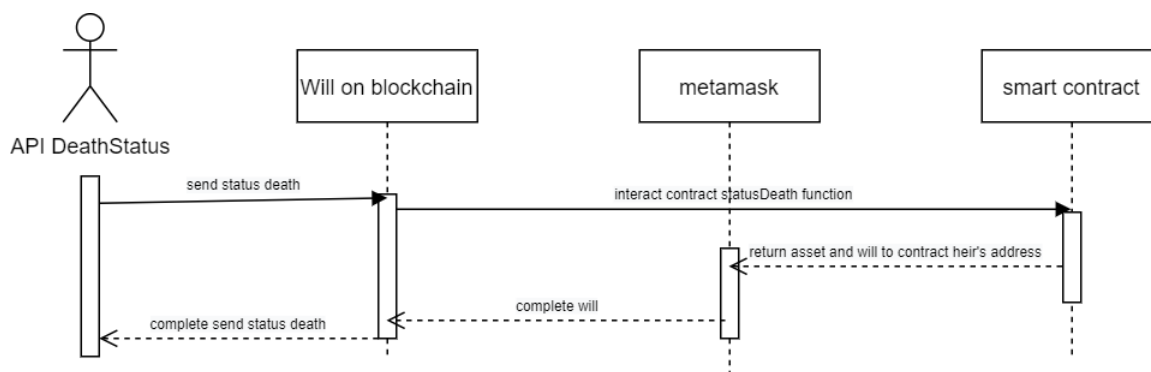 Will on blockchain
metamask
smart contract
API DeathStatus
send status death
interact contract statusDeath function
return asset and will to contract heir's address
complete will
complete send status death